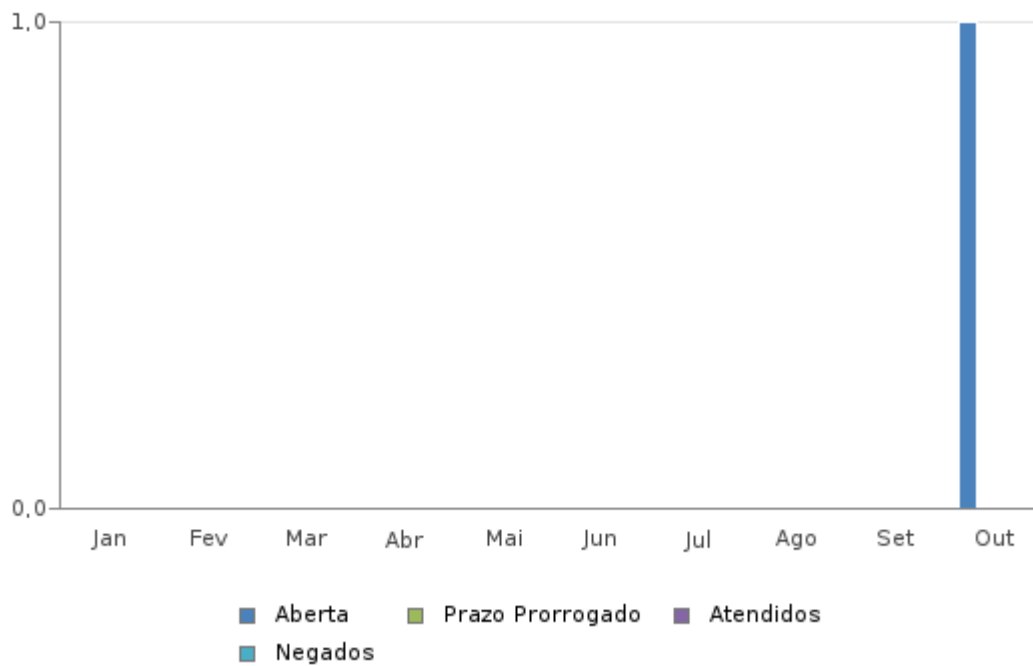 1,0
0,0
Jan Fev Mar Abr Mai Jun Jul Ago Set Out
Aberta Prazo Prorrogado Atendidos
Negados